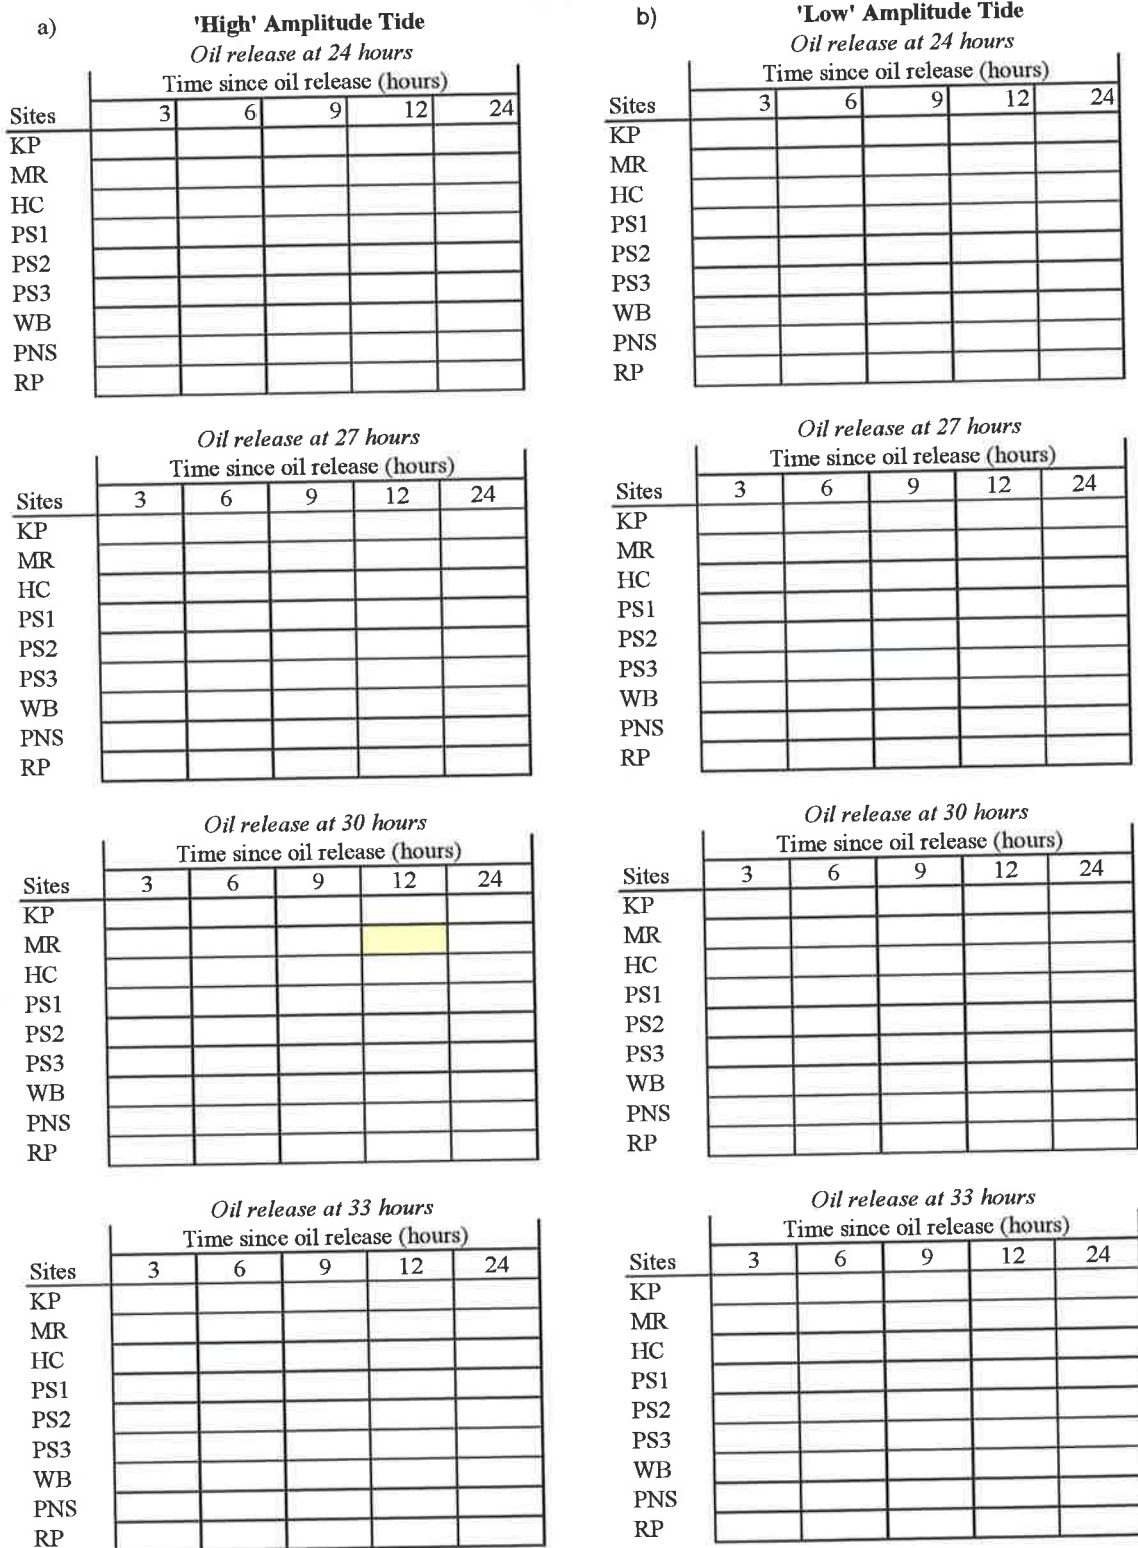 a)
'High' Amplitude Tide
Oil release at 24 hours
Time since oil release (hours)
Sites 3 6 9 12 24
KP
MR
HC
PS1
PS2
PS3
WB
PNS
RP
Oil release at 27 hours
Time since oil release (hours)
Sites 3 6 9 12 24
KP
MR
HC
PS1
PS2
PS3
WB
PNS
RP
Oil release at 30 hours
Time since oil release (hours)
Sites 3 6 9 12 24
KP
MR
HC
PS1
PS2
PS3
WB
PNS
RP
Oil release at 33 hours
Time since oil release (hours)
Sites 3 6 9 12 24
KP
MR
HC
PS1
PS2
PS3
WB
PNS
RP
b)
'Low' Amplitude Tide
Oil release at 24 hours
Time since oil release (hours)
Sites 3 6 9 12 24
KP
MR
HC
PS1
PS2
PS3
WB
PNS
RP
Oil release at 27 hours
Time since oil release (hours)
Sites 3 6 9 12 24
KP
MR
HC
PS1
PS2
PS3
WB
PNS
RP
Oil release at 30 hours
Time since oil release (hours)
Sites 3 6 9 12 24
KP
MR
HC
PS1
PS2
PS3
WB
PNS
RP
Oil release at 33 hours
Time since oil release (hours)
Sites 3 6 9 12 24
KP
MR
HC
PS1
PS2
PS3
WB
PNS
RP